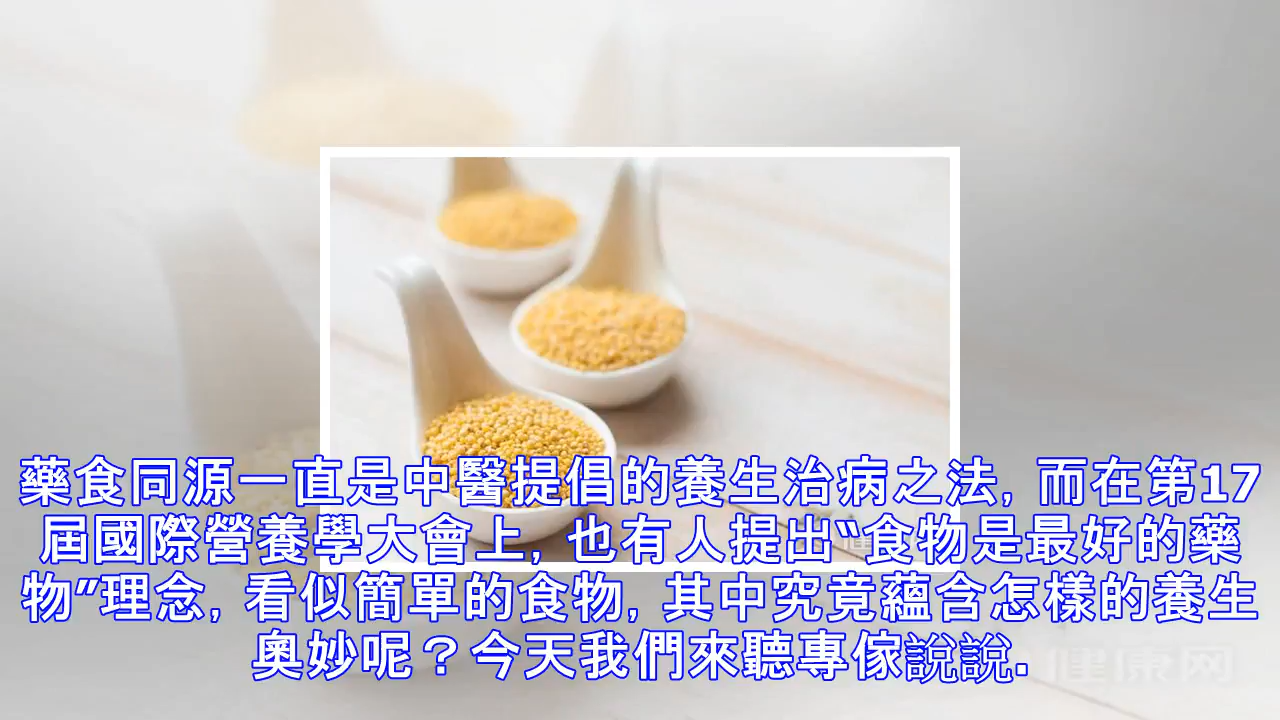 藥食同源一直是中醫提倡的養生治病之法, 而在第17
屆國際營養學大會上, 也有人提出“食物是最好的藥
物”理念, 看似簡單的食物, 其中究竟蘊含怎樣的養生
奧妙呢？今天我們來聽專傢說說.
健康网